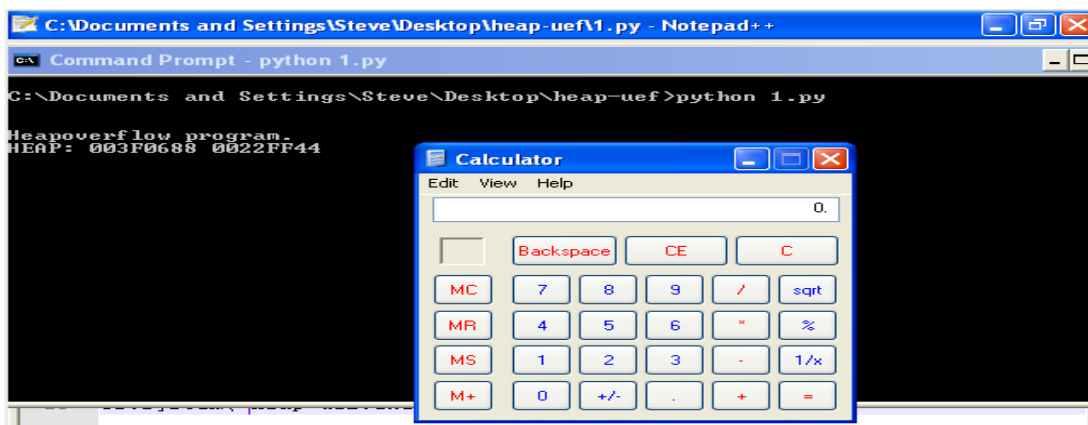 C:\Documents and Settings\Steve\Desktop\heap-uef\1.py - Notepad++
Command Prompt - python 1.py
C:\Documents and Settings\Steve\Desktop\heap-uef>python 1.py
Heapoverflow program.
HEAP: 003F0688 0022FF44
Calculator
Edit View Help
0.
Backspace CE C
MC 7 8 9 / sqrt
MR 4 5 6 * %
MS 1 2 3 - 1/x
M+ 0 +/- . + =